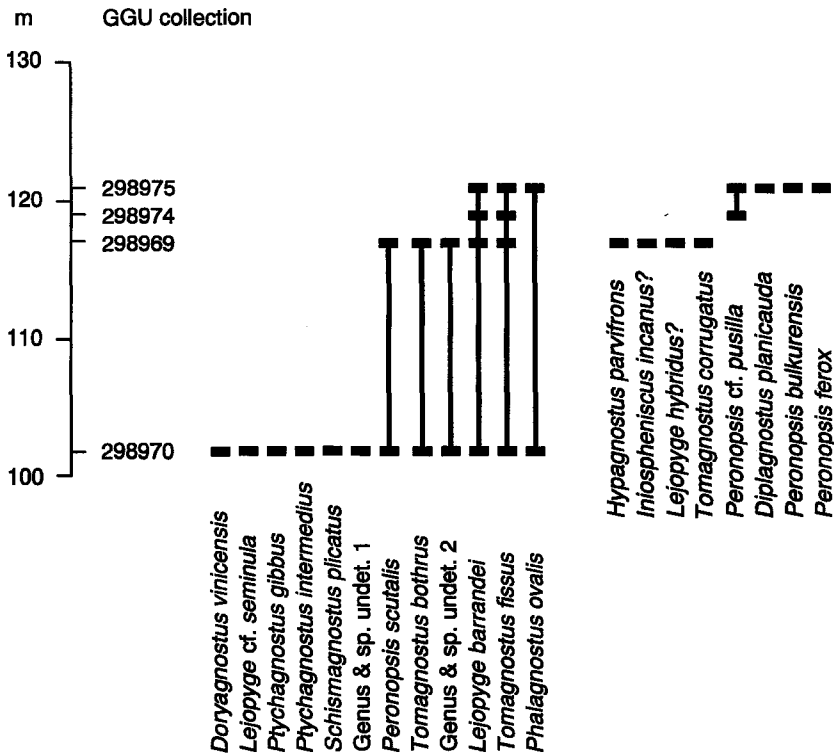 m GGU collection
130
298975
120
298974
298969
110
298970
100
Doryagnostus vinicensis
Lejopyge cf. seminula
Ptychagnostus gibbus
Ptychagnostus intermedius
Schismagnostus plicatus
Genus & sp. undet. 1
Peronopsis scutalis
Tomagnostus bothrus
Genus & sp. undet. 2
Lejopyge barrandei
Tomagnostus fissus
Phalagnostus ovalis
Hypagnostus parvifrons
Iniospheniscus incanus?
Lejopyge hybridus?
Tomagnostus corrugatus
Peronopsis cf. pusilla
Diplagnostus planicauda
Peronopsis bulkurensis
Peronopsis ferox